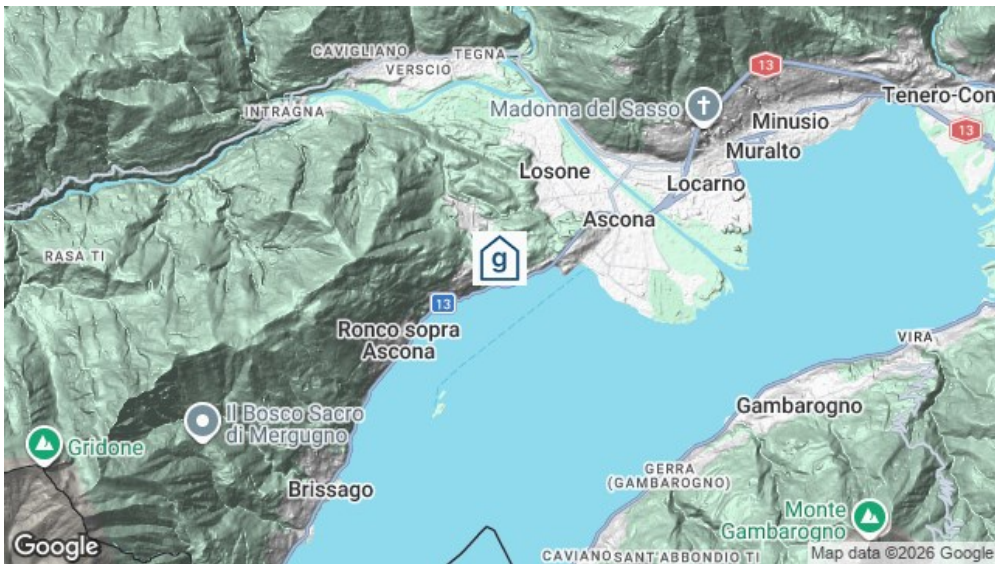 CAVIGLIANO
TEGNA
VERSCIO
13
Tenero-Con
Madonna del Sasso
Minusio
13
INTRAGNA
Muralto
Losone
Locarno
Ascona
RASA TI
g
13
Ronco sopra
Ascona
VIRA
Il Bosco Sacro
di Mergugno
Gambarogno
Gridone
GERRA
(GAMBAROGNO)
Brissago
Monte
Gambarogno
Google
CAVIANO
SANT'ABBONDIO TI
Map data ©2026 Google